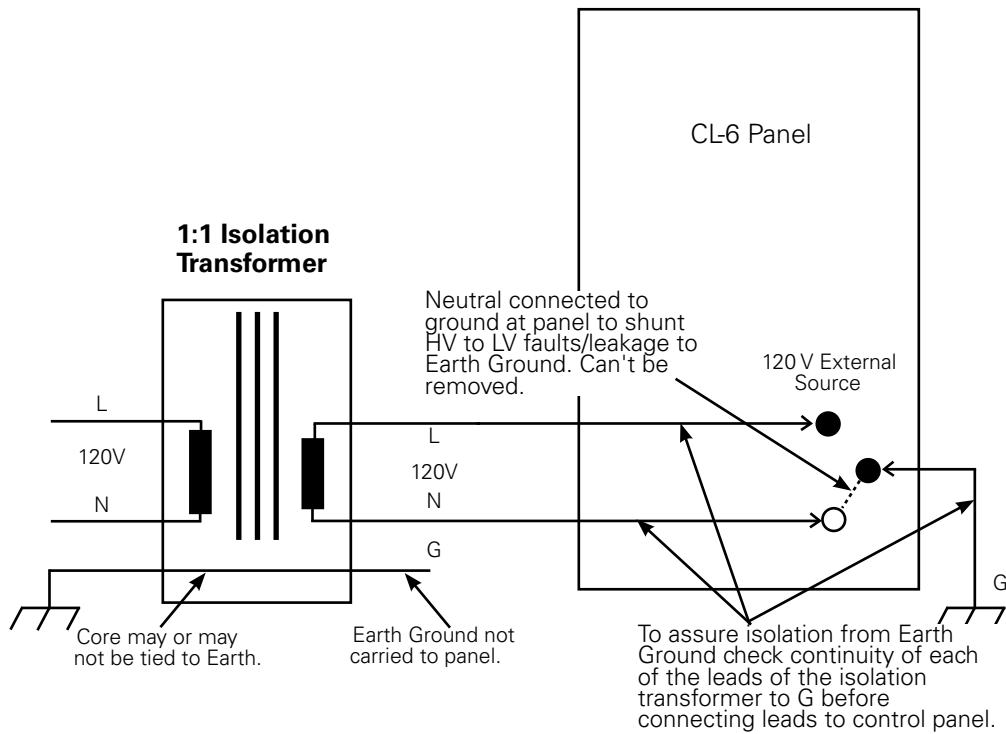 CL-6 Panel
1:1 Isolation
Transformer
Neutral connected to
ground at panel to shunt
HV to LV faults/leakage to
Earth Ground. Can't be
removed.
120 V External
Source
L
120V
N
L
120V
N
G
G
Core may or may
not be tied to Earth.
Earth Ground not
carried to panel.
To assure isolation from Earth
Ground check continuity of each
of the leads of the isolation
transformer to G before
connecting leads to control panel.